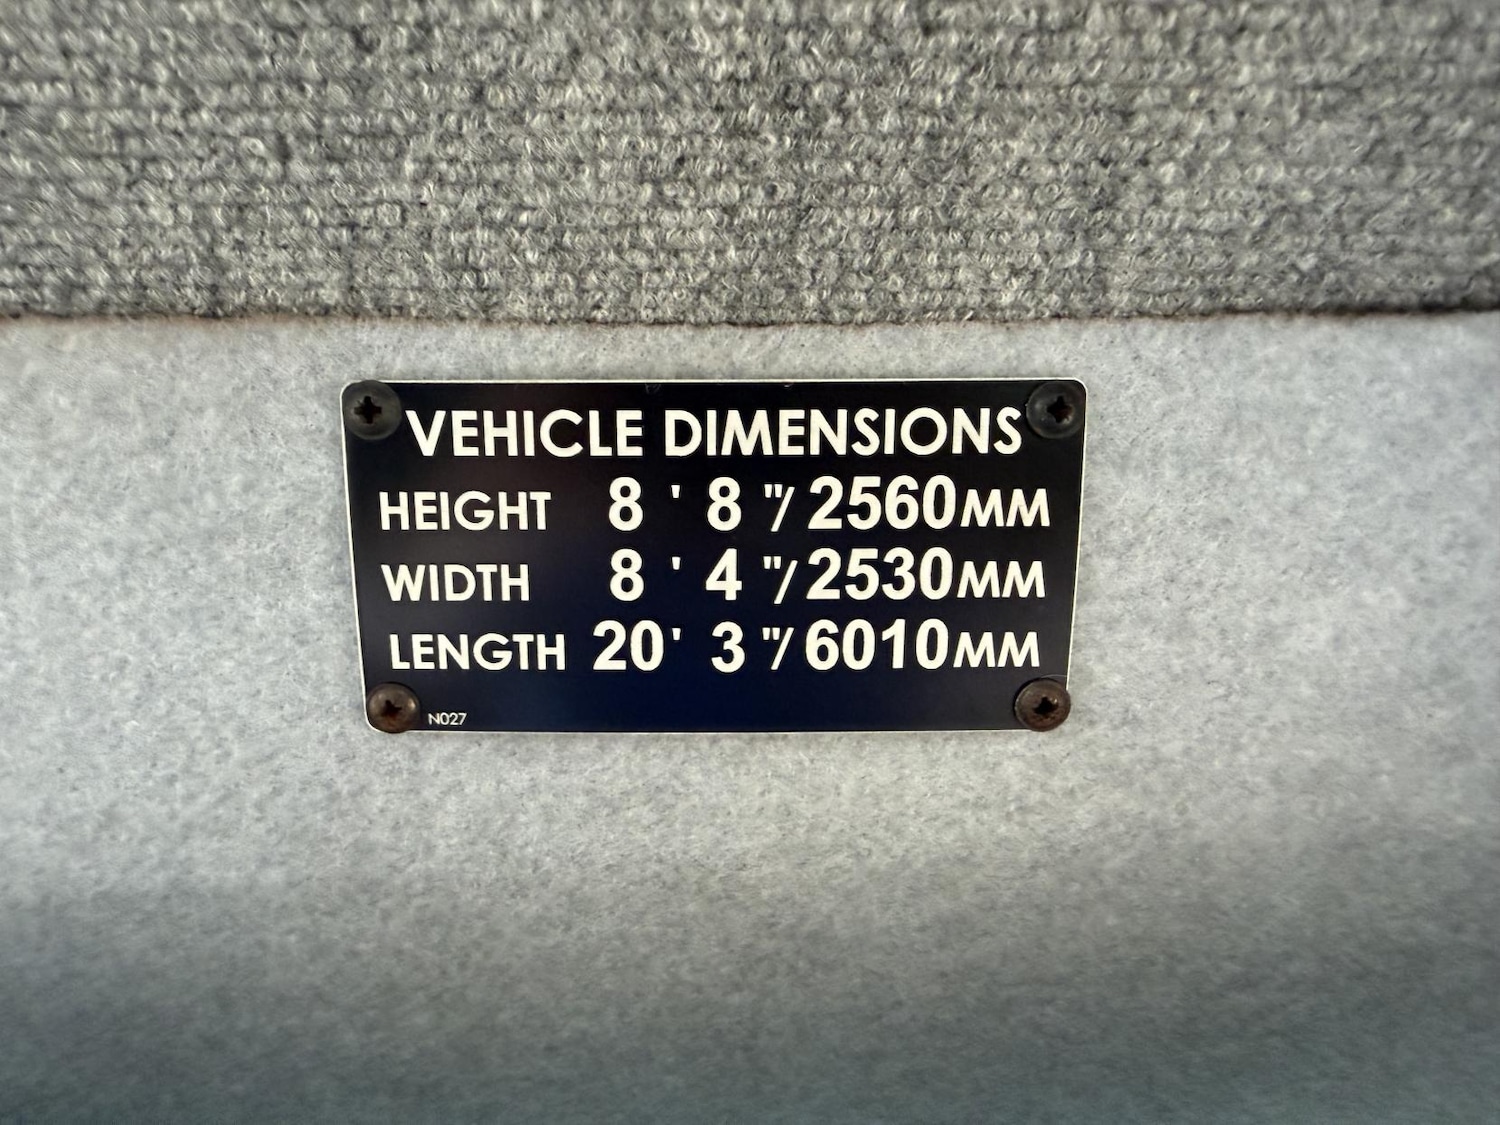 VEHICLE DIMENSIONS
HEIGHT 8 ' 8 "/ 2560MM
WIDTH 8 ' 4 "/ 2530MM
LENGTH 20 ' 3 "/ 6010MM
N027